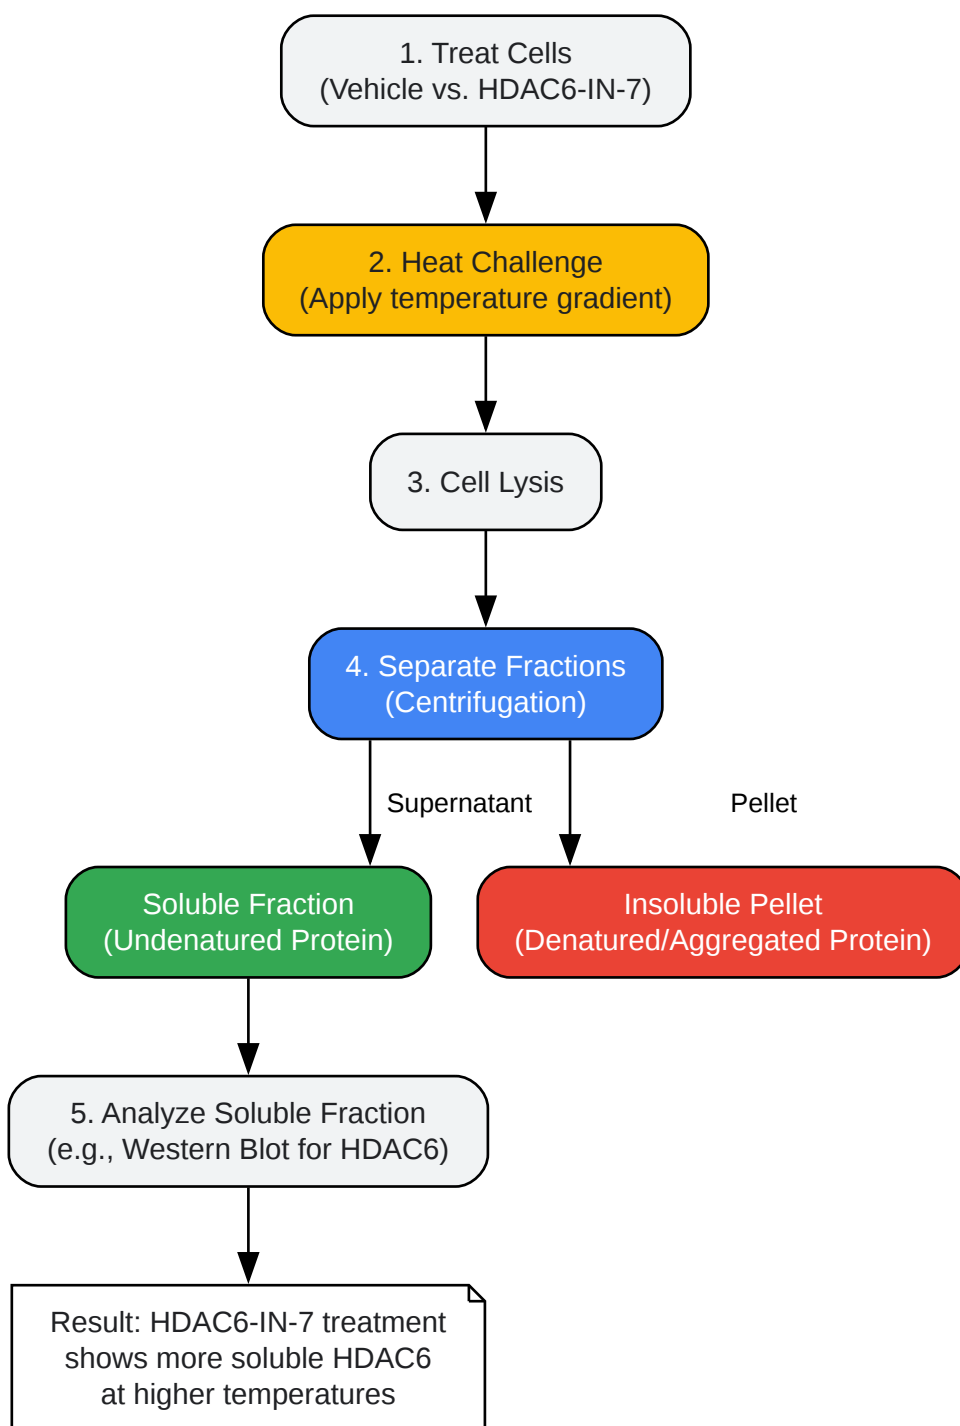 1. Treat Cells
(Vehicle vs. HDAC6-IN-7)
2. Heat Challenge
(Apply temperature gradient)
3. Cell Lysis
4. Separate Fractions
(Centrifugation)
Supernatant
Pellet
Soluble Fraction
(Undenatured Protein)
Insoluble Pellet
(Denatured/Aggregated Protein)
5. Analyze Soluble Fraction
(e.g., Western Blot for HDAC6)
Result: HDAC6-IN-7 treatment
shows more soluble HDAC6
at higher temperatures